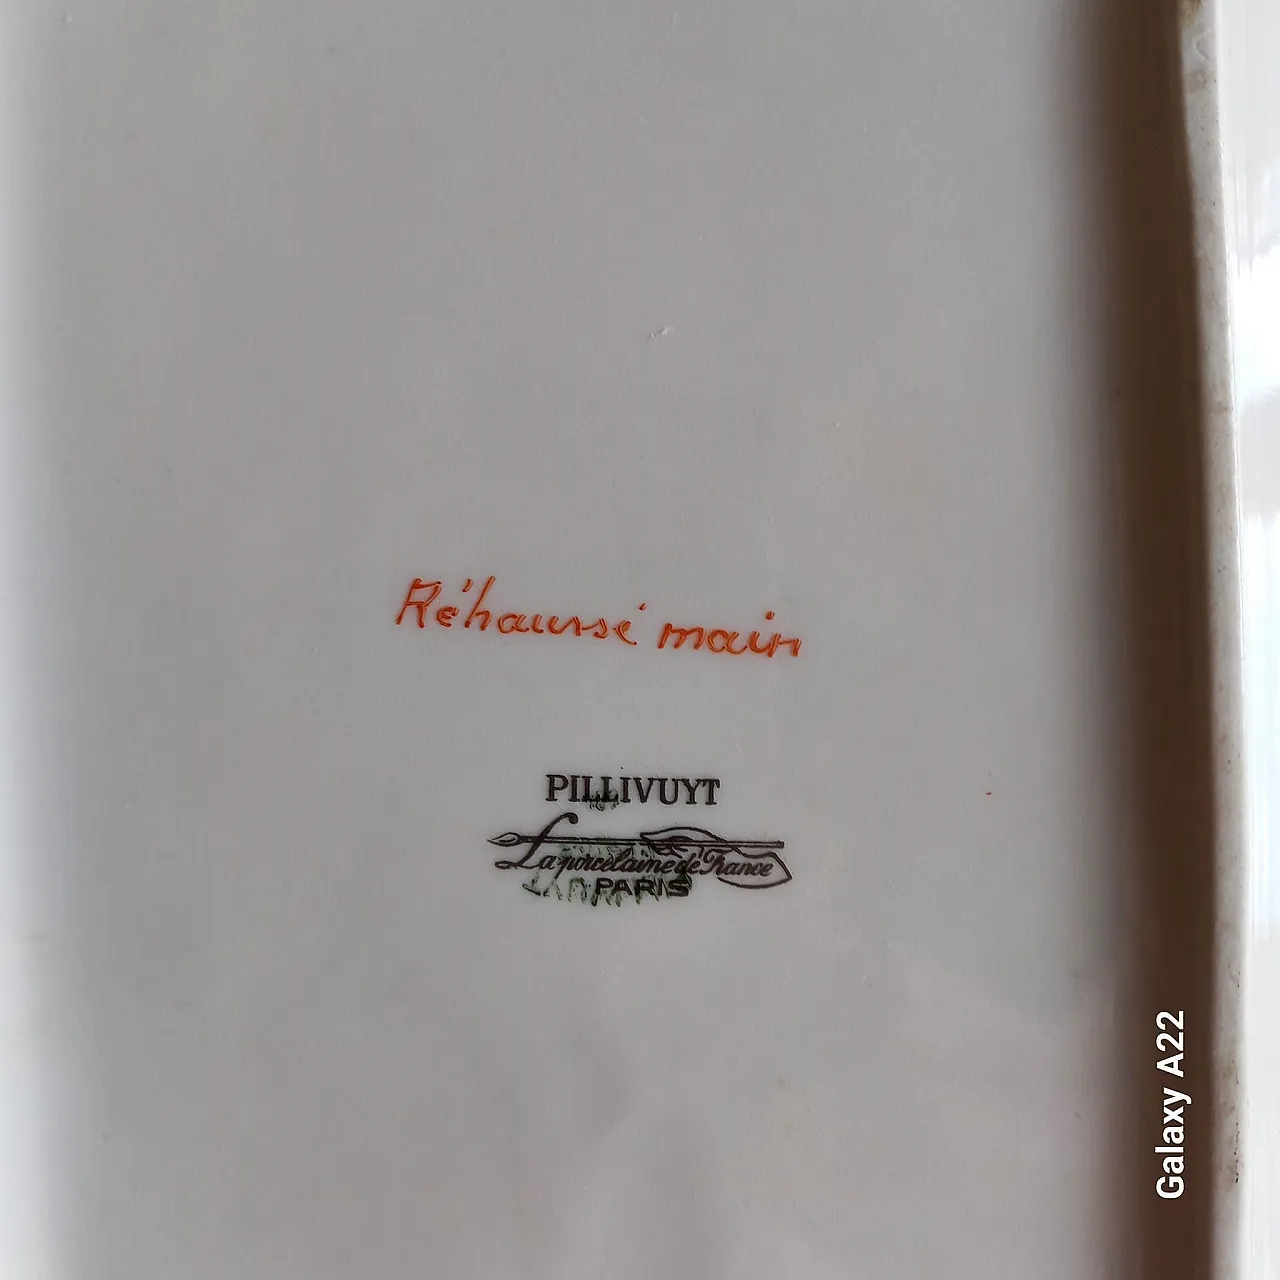 Réhaussé main
PILLIVUYT
La porcelaine de France
PARIS
Galaxy A22